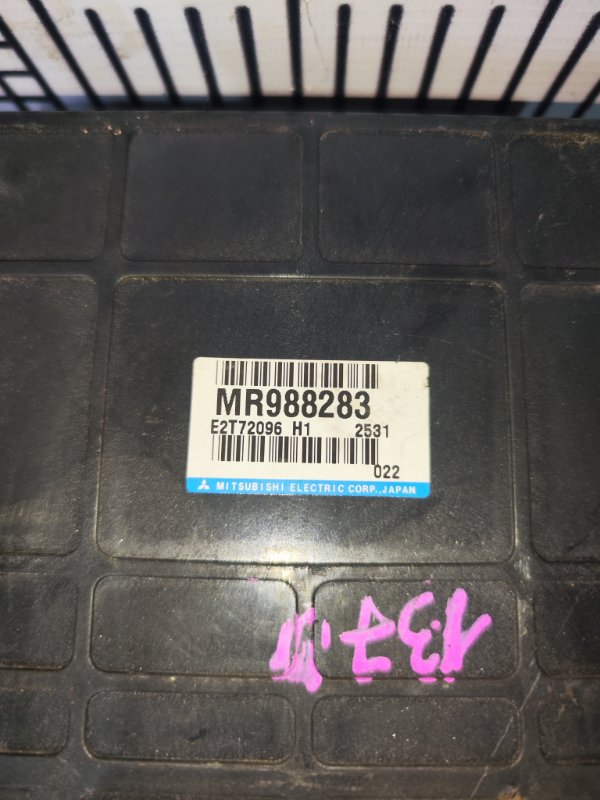 MR988283
E2T72096 H1 2531
022
MITSUBISHI ELECTRIC CORP., JAPAN